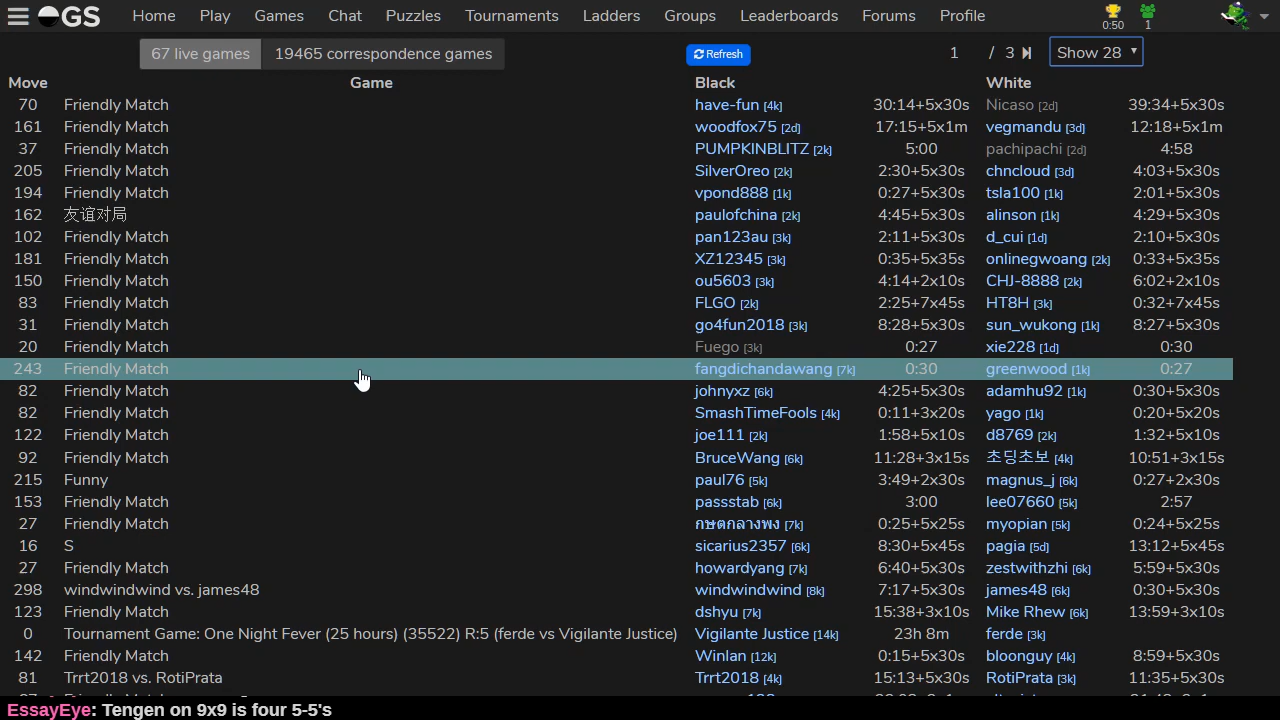 OGS Home Play Games Chat Puzzles Tournaments Ladders Groups Leaderboards Forums Profile 0:50 1
67 live games 19465 correspondence games Refresh 1 / 3 Show 28
Move Game Black White
70 Friendly Match have-fun [4k] 30:14+5x30s Nicaso [2d] 39:34+5x30s
161 Friendly Match woodfox75 [2d] 17:15+5x1m vegmandu [3d] 12:18+5x1m
37 Friendly Match PUMPKINBLITZ [2k] 5:00 pachipachi [2d] 4:58
205 Friendly Match SilverOreo [2k] 2:30+5x30s chncloud [3d] 4:03+5x30s
194 Friendly Match vpond888 [1k] 0:27+5x30s tsla100 [1k] 2:01+5x30s
162 友谊对局 paulofchina [2k] 4:45+5x30s alinson [1k] 4:29+5x30s
102 Friendly Match pan123au [3k] 2:11+5x30s d_cui [1d] 2:10+5x30s
181 Friendly Match XZ12345 [3k] 0:35+5x35s onlinegwoang [2k] 0:33+5x35s
150 Friendly Match ou5603 [3k] 4:14+2x10s CHJ-8888 [2k] 6:02+2x10s
83 Friendly Match FLGO [2k] 2:25+7x45s HT8H [3k] 0:32+7x45s
31 Friendly Match go4fun2018 [3k] 8:28+5x30s sun_wukong [1k] 8:27+5x30s
20 Friendly Match Fuego [3k] 0:27 xie228 [1d] 0:30
243 Friendly Match fangdichandawang [7k] 0:30 greenwood [1k] 0:27
82 Friendly Match johnyxz [6k] 4:25+5x30s adamhu92 [1k] 0:30+5x30s
82 Friendly Match SmashTimeFools [4k] 0:11+3x20s yago [1k] 0:20+5x20s
122 Friendly Match joe111 [2k] 1:58+5x10s d8769 [2k] 1:32+5x10s
92 Friendly Match BruceWang [6k] 11:28+3x15s 초딩초보 [4k] 10:51+3x15s
215 Funny paul76 [5k] 3:49+2x30s magnus_j [6k] 0:27+2x30s
153 Friendly Match passstab [6k] 3:00 lee07660 [5k] 2:57
27 Friendly Match กษตกลางพง [7k] 0:25+5x25s myopian [5k] 0:24+5x25s
16 S sicarius2357 [6k] 8:30+5x45s pagia [5d] 13:12+5x45s
27 Friendly Match howardyang [7k] 6:40+5x30s zestwithzhi [6k] 5:59+5x30s
298 windwindwind vs. james48 windwindwind [8k] 7:17+5x30s james48 [6k] 0:30+5x30s
123 Friendly Match dshyu [7k] 15:38+3x10s Mike Rhew [6k] 13:59+3x10s
0 Tournament Game: One Night Fever (25 hours) (35522) R:5 (ferde vs Vigilante Justice) Vigilante Justice [14k] 23h 8m ferde [3k]
142 Friendly Match Winlan [12k] 0:15+5x30s bloonguy [4k] 8:59+5x30s
81 Trrt2018 vs. RotiPrata Trrt2018 [4k] 15:13+5x30s RotiPrata [3k] 11:35+5x30s
EssayEye: Tengen on 9x9 is four 5-5's